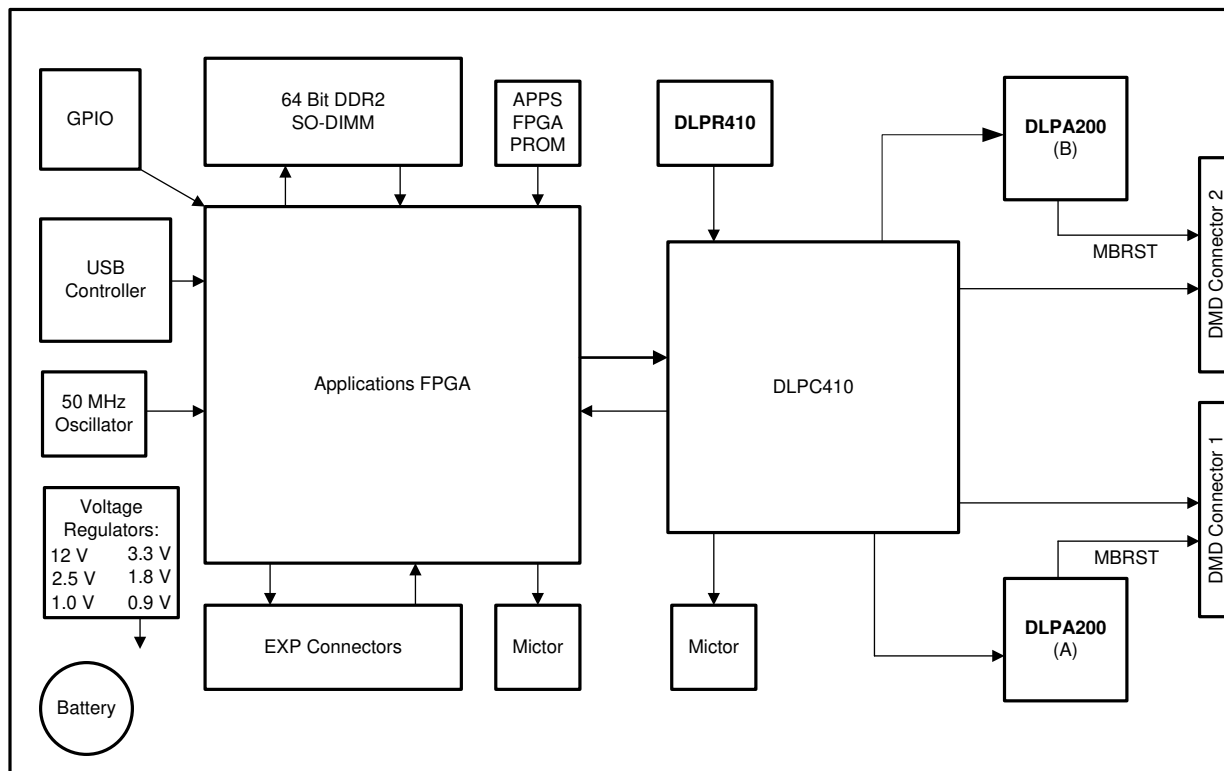 GPIO
64 Bit DDR2
SO-DIMM
APPS
FPGA
PROM
DLPR410
DLPA200
(B)
DMD Connector 2
MBRST
USB
Controller
Applications FPGA
DLPC410
50 MHz
Oscillator
DMD Connector 1
MBRST
Voltage
Regulators:
12 V 3.3 V
2.5 V 1.8 V
1.0 V 0.9 V
EXP Connectors
Mictor
Mictor
DLPA200
(A)
Battery